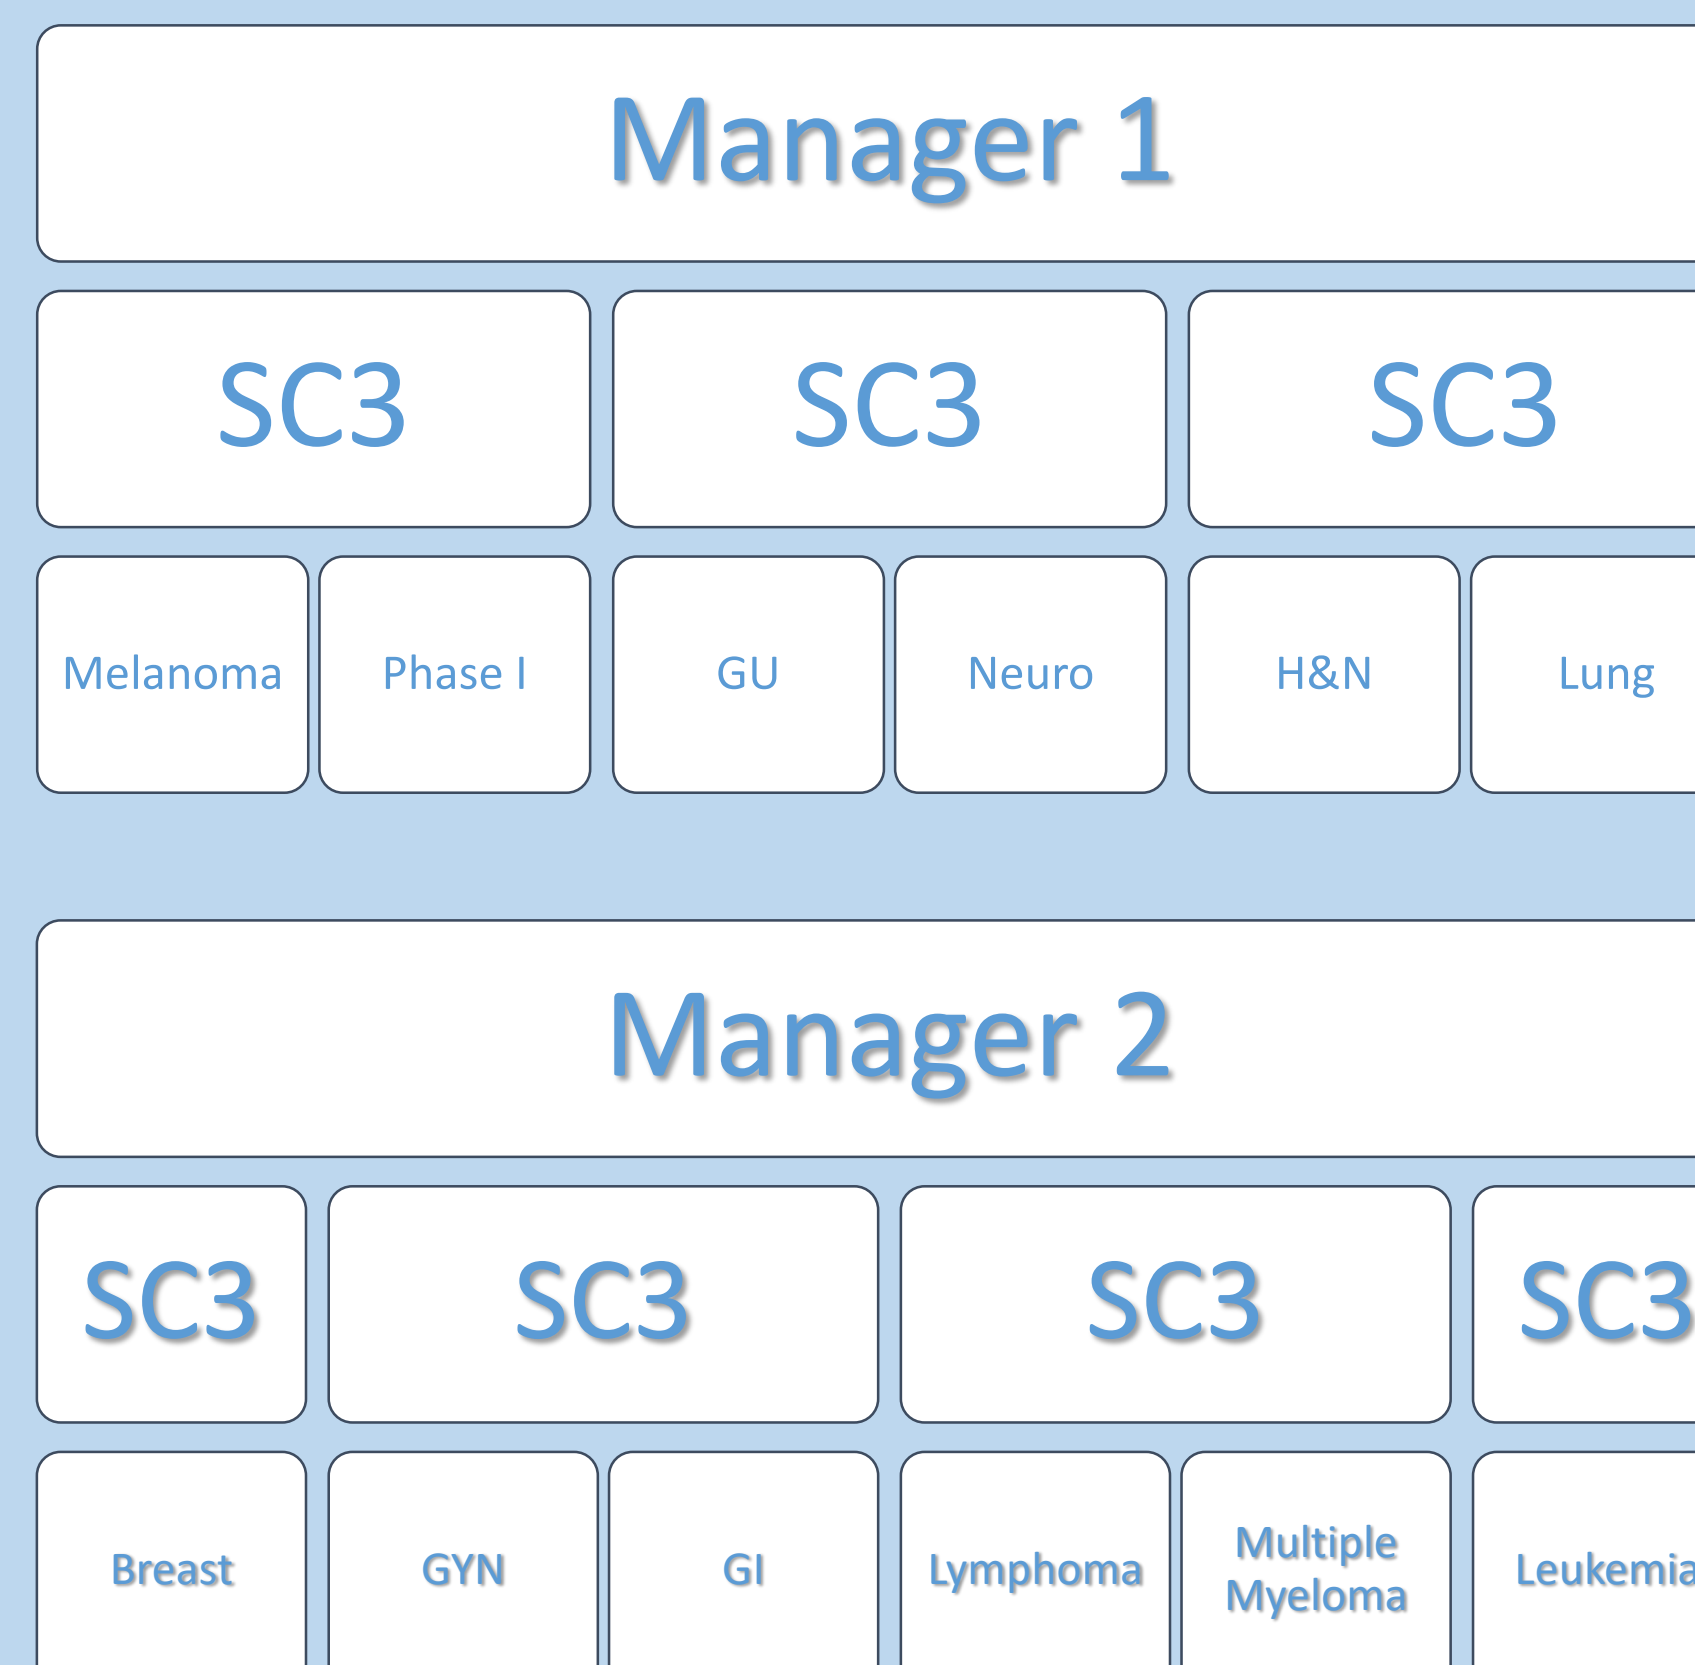 Manager 1
SC3
SC3
SC3
Melanoma
Phase I
GU
Neuro
H&N
Lung
Manager 2
SC3
SC3
SC3
SC3
Breast
GYN
GI
Lymphoma
Multiple
Myeloma
Leukemia